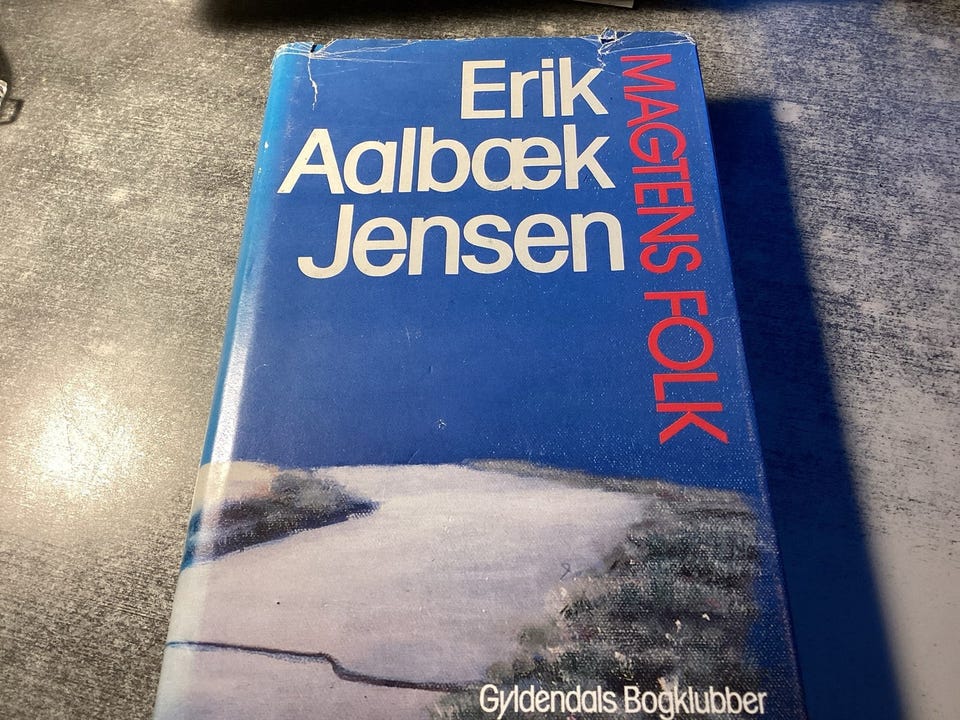 Erik
Aalbæk
Jensen
MAGTENS FOLK
Gyldendals Bogklubber